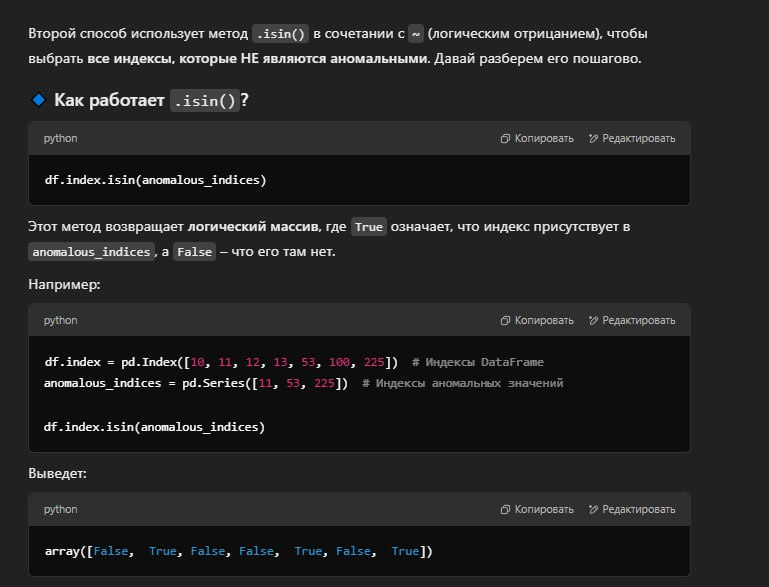 Второй способ использует метод .isin() в сочетании с ~ (логическим отрицанием), чтобы
выбрать все индексы, которые НЕ являются аномальными. Давай разберем его пошагово.
Как работает .isin()?
python Копировать Редактировать
df.index.isin(anomalous_indices)
Этот метод возвращает логический массив, где True означает, что индекс присутствует в
anomalous_indices, а False – что его там нет.
Например:
python Копировать Редактировать
df.index = pd.Index([10, 11, 12, 13, 53, 100, 225])  # Индексы DataFrame
anomalous_indices = pd.Series([11, 53, 225])  # Индексы аномальных значений
df.index.isin(anomalous_indices)
Выведет:
python Копировать Редактировать
array([False,  True, False, False,  True, False,  True])